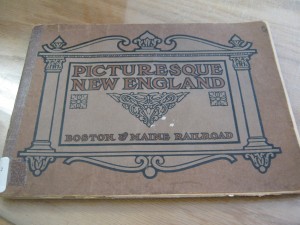 PICTURESQUE
NEW ENGLAND
BOSTON & MAINE RAILROAD